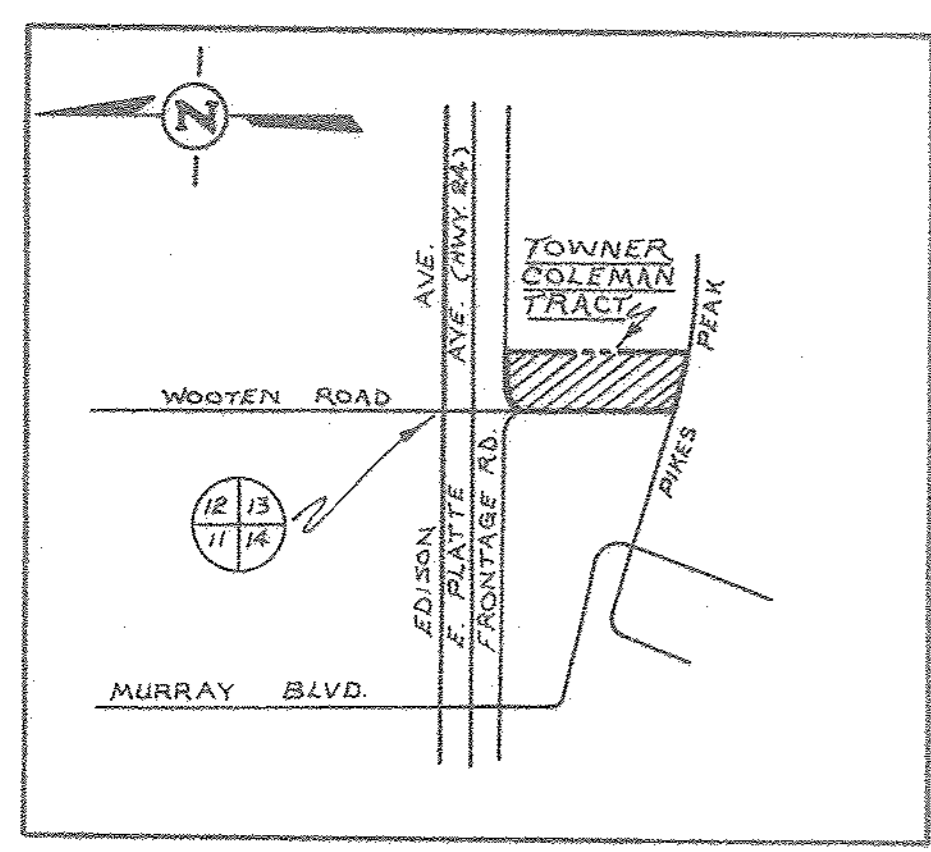 N
TOWNER
COLEMAN
TRACT
PEAK
PIKES
AVE.
AVE. (HWY. 24)
WOOTEN ROAD
12 13
11 14
EDISON
E. PLATTE
FRONTAGE RD.
MURRAY BLVD.